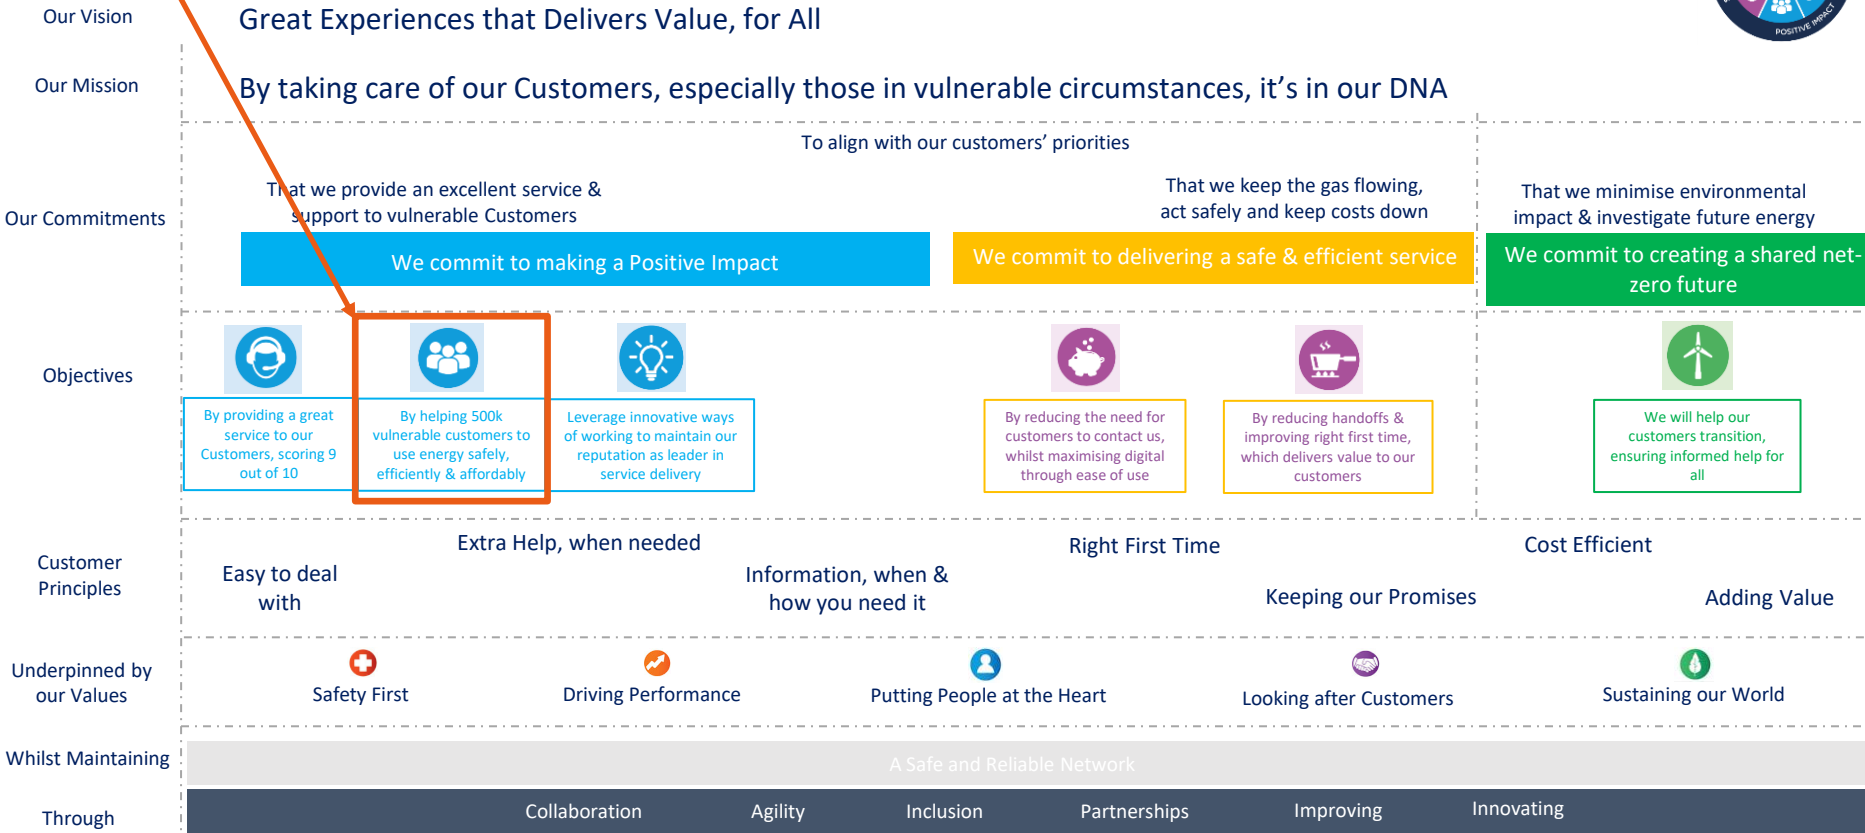 Our Vision
Great Experiences that Delivers Value, for All
POSITIVE IMPACT
Our Mission
By taking care of our Customers, especially those in vulnerable circumstances, it's in our DNA
To align with our customers' priorities
Our Commitments
That we provide an excellent service &
support to vulnerable Customers
We commit to making a Positive Impact
That we keep the gas flowing,
act safely and keep costs down
We commit to delivering a safe & efficient service
That we minimise environmental
impact & investigate future energy
We commit to creating a shared net-
zero future
Objectives
By providing a great
service to our
Customers, scoring 9
out of 10
By helping 500k
vulnerable customers to
use energy safely,
efficiently & affordably
Leverage innovative ways
of working to maintain our
reputation as leader in
service delivery
By reducing the need for
customers to contact us,
whilst maximising digital
through ease of use
By reducing handoffs &
improving right first time,
which delivers value to our
customers
We will help our
customers transition,
ensuring informed help for
all
Customer
Principles
Easy to deal
with
Extra Help, when needed
Information, when &
how you need it
Right First Time
Keeping our Promises
Cost Efficient
Adding Value
Underpinned by
our Values
Safety First
Driving Performance
Putting People at the Heart
Looking after Customers
Sustaining our World
Whilst Maintaining
A Safe and Reliable Network
Through
Collaboration
Agility
Inclusion
Partnerships
Improving
Innovating